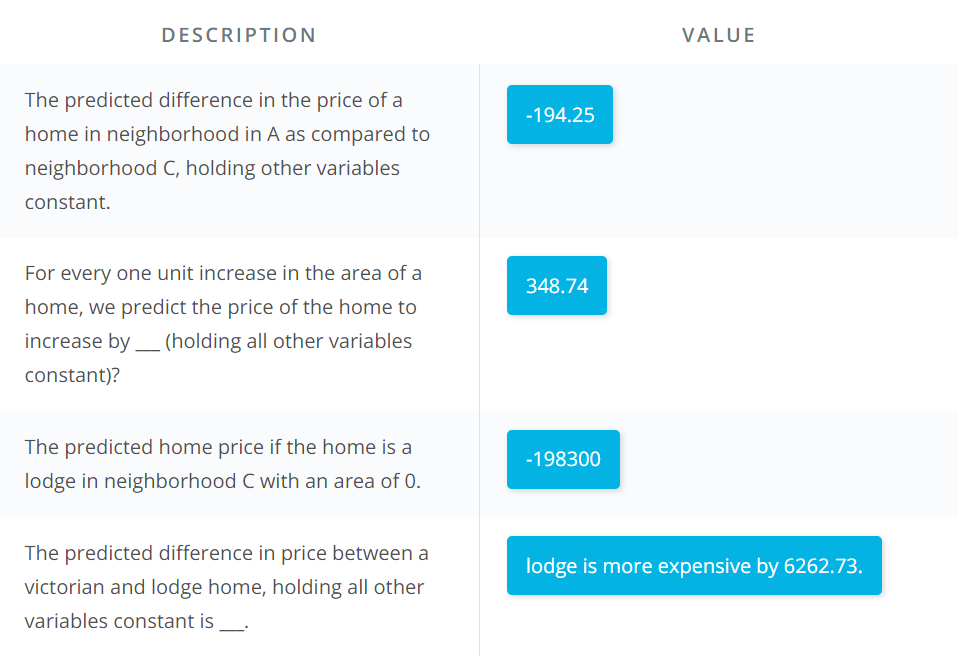 DESCRIPTION VALUE
The predicted difference in the price of a
home in neighborhood in A as compared to
neighborhood C, holding other variables
constant.
-194.25
For every one unit increase in the area of a
home, we predict the price of the home to
increase by ___ (holding all other variables
constant)?
348.74
The predicted home price if the home is a
lodge in neighborhood C with an area of 0.
-198300
The predicted difference in price between a
victorian and lodge home, holding all other
variables constant is ___.
lodge is more expensive by 6262.73.